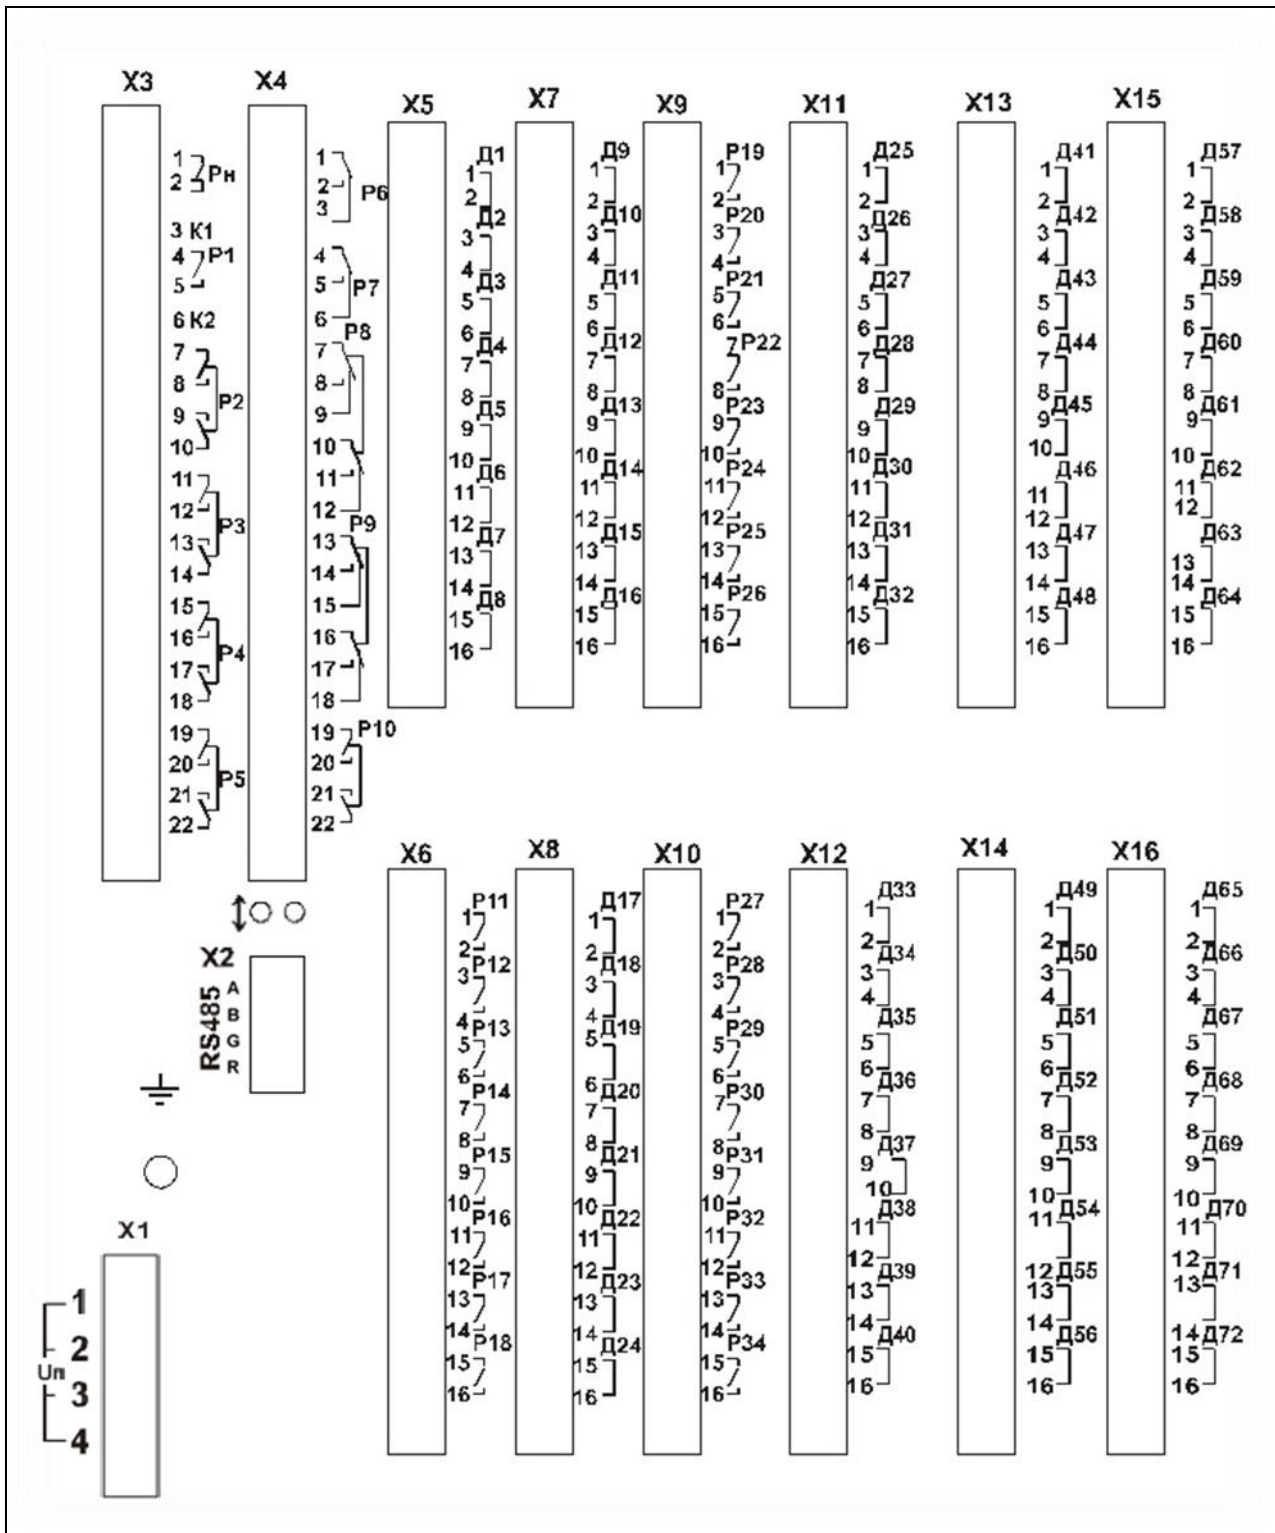 X3
1
2
Рн
3 К1
4
Р1
5
6 К2
7
8
Р2
9
10
11
12
Р3
13
14
15
16
Р4
17
18
19
20
Р5
21
22
X4
1
2
3
Р6
4
5
Р7
6
Р8
7
8
9
10
11
12
Р9
13
14
15
16
17
18
19
Р10
20
21
22
X5
Д1
1
2
Д2
3
4
Д3
5
6
Д4
7
8
Д5
9
10
Д6
11
12
Д7
13
14
Д8
15
16
X7
Д9
1
2
Д10
3
4
Д11
5
6
Д12
7
8
Д13
9
10
Д14
11
12
Д15
13
14
Д16
15
16
X9
Р19
1
2
Р20
3
4
Р21
5
6
Р22
7
8
Р23
9
10
Р24
11
12
Р25
13
14
Р26
15
16
X11
Д25
1
2
Д26
3
4
Д27
5
6
Д28
7
8
Д29
9
10
Д30
11
12
Д31
13
14
Д32
15
16
X13
Д41
1
2
Д42
3
4
Д43
5
6
Д44
7
8
Д45
9
10
Д46
11
12
Д47
13
14
Д48
15
16
X15
Д57
1
2
Д58
3
4
Д59
5
6
Д60
7
8
Д61
9
10
Д62
11
12
Д63
13
14
Д64
15
16
X2
RS485
A
B
G
R
X1
1
2
Uп
3
4
X6
Р11
1
2
Р12
3
4
Р13
5
6
Р14
7
8
Р15
9
10
Р16
11
12
Р17
13
14
Р18
15
16
X8
Д17
1
2
Д18
3
4
Д19
5
6
Д20
7
8
Д21
9
10
Д22
11
12
Д23
13
14
Д24
15
16
X10
Р27
1
2
Р28
3
4
Р29
5
6
Р30
7
8
Р31
9
10
Р32
11
12
Р33
13
14
Р34
15
16
X12
Д33
1
2
Д34
3
4
Д35
5
6
Д36
7
8
Д37
9
10
Д38
11
12
Д39
13
14
Д40
15
16
X14
Д49
1
2
Д50
3
4
Д51
5
6
Д52
7
8
Д53
9
10
Д54
11
12
Д55
13
14
Д56
15
16
X16
Д65
1
2
Д66
3
4
Д67
5
6
Д68
7
8
Д69
9
10
Д70
11
12
Д71
13
14
Д72
15
16